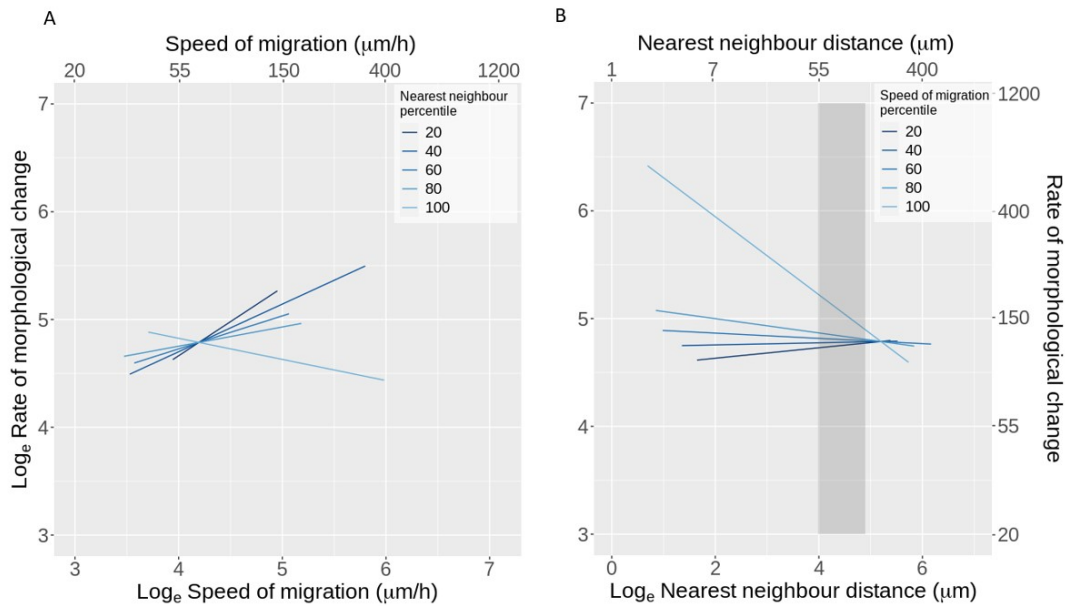 A
Speed of migration (μm/h)
20 55 150 400 1200
Nearest neighbour
percentile
20
40
60
80
100
7
6
5
4
3
Logₑ Rate of morphological change
3 4 5 6 7
Logₑ Speed of migration (μm/h)
B
Nearest neighbour distance (μm)
1 7 55 400
Speed of migration
percentile
20
40
60
80
100
7
6
5
4
3
1200
400
150
55
20
Rate of morphological change
0 2 4 6
Logₑ Nearest neighbour distance (μm)